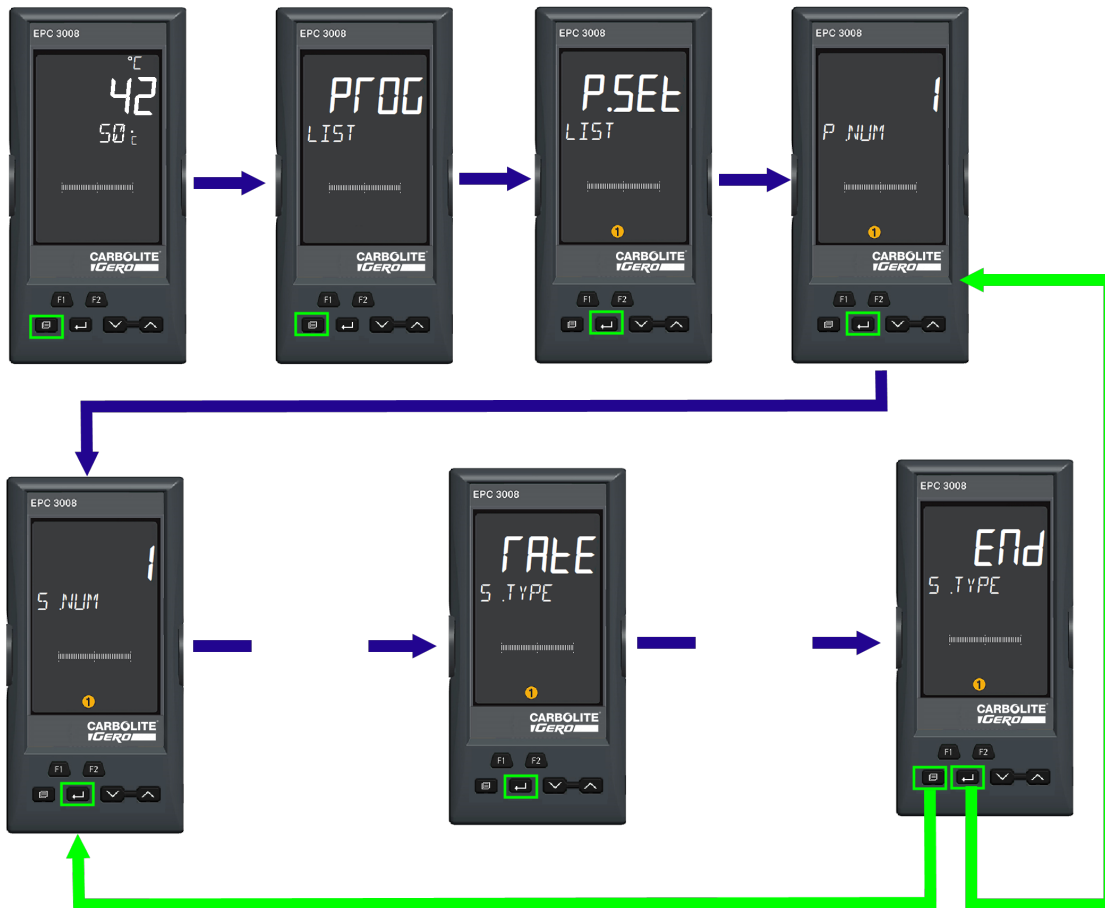 EPC 3008
°C
42
50 °C
CARBOLITE
GERO
F1 F2
EPC 3008
PROG
LIST
CARBOLITE
GERO
F1 F2
EPC 3008
P.SEt
LIST
1
CARBOLITE
GERO
F1 F2
EPC 3008
1
P.NUM
1
CARBOLITE
GERO
F1 F2
EPC 3008
1
S.NUM
1
CARBOLITE
GERO
F1 F2
EPC 3008
rAtE
S.TYPE
1
CARBOLITE
GERO
F1 F2
EPC 3008
End
S.TYPE
1
CARBOLITE
GERO
F1 F2